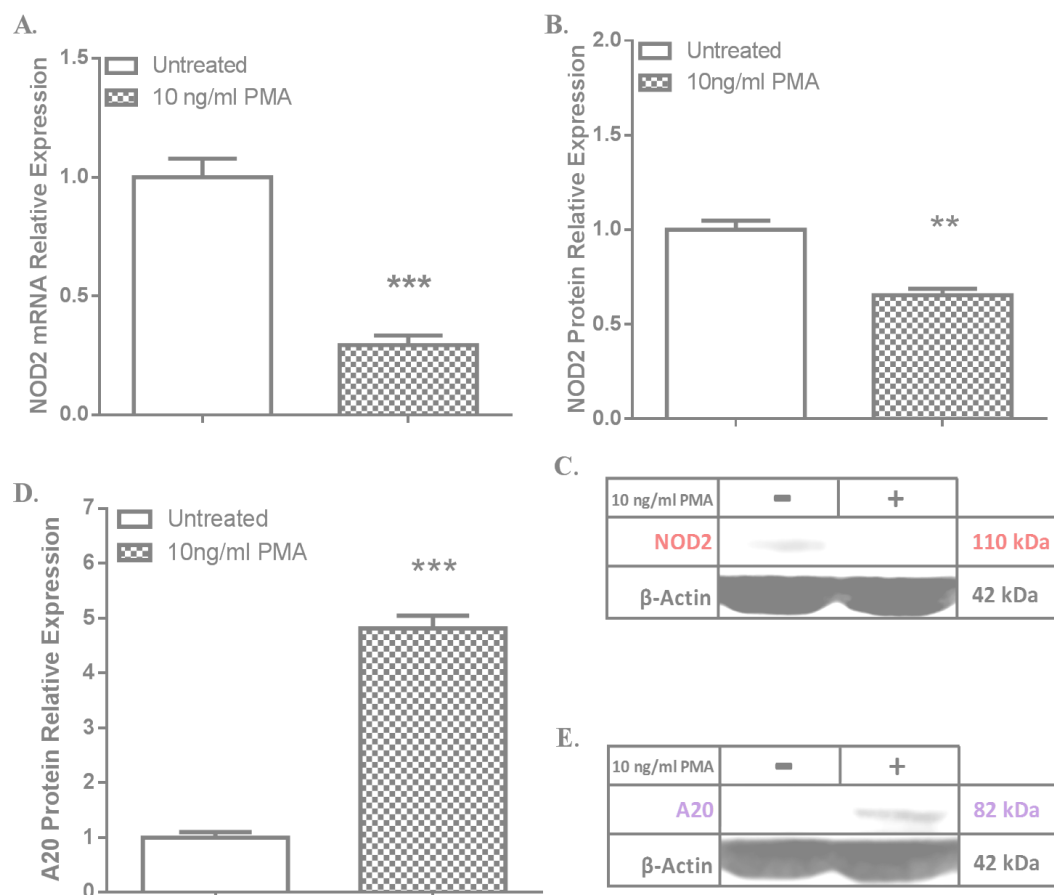 A.
NOD2 mRNA Relative Expression
1.5
1.0
0.5
0.0
Untreated
10 ng/ml PMA
***
B.
NOD2 Protein Relative Expression
2.0
1.5
1.0
0.5
0.0
Untreated
10ng/ml PMA
**
C.
10 ng/ml PMA - +
NOD2 110 kDa
β-Actin 42 kDa
D.
A20 Protein Relative Expression
7
6
5
4
3
2
1
0
Untreated
10ng/ml PMA
***
E.
10 ng/ml PMA - +
A20 82 kDa
β-Actin 42 kDa